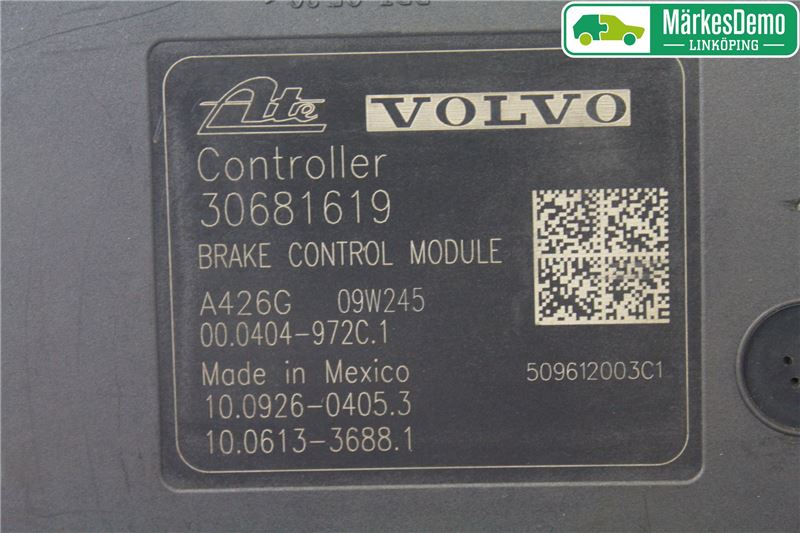 MärkesDemo
LINKÖPING
Ate VOLVO
Controller
30681619
BRAKE CONTROL MODULE
A426G 09W245
00.0404-972C.1
Made in Mexico 509612003C1
10.0926-0405.3
10.0613-3688.1